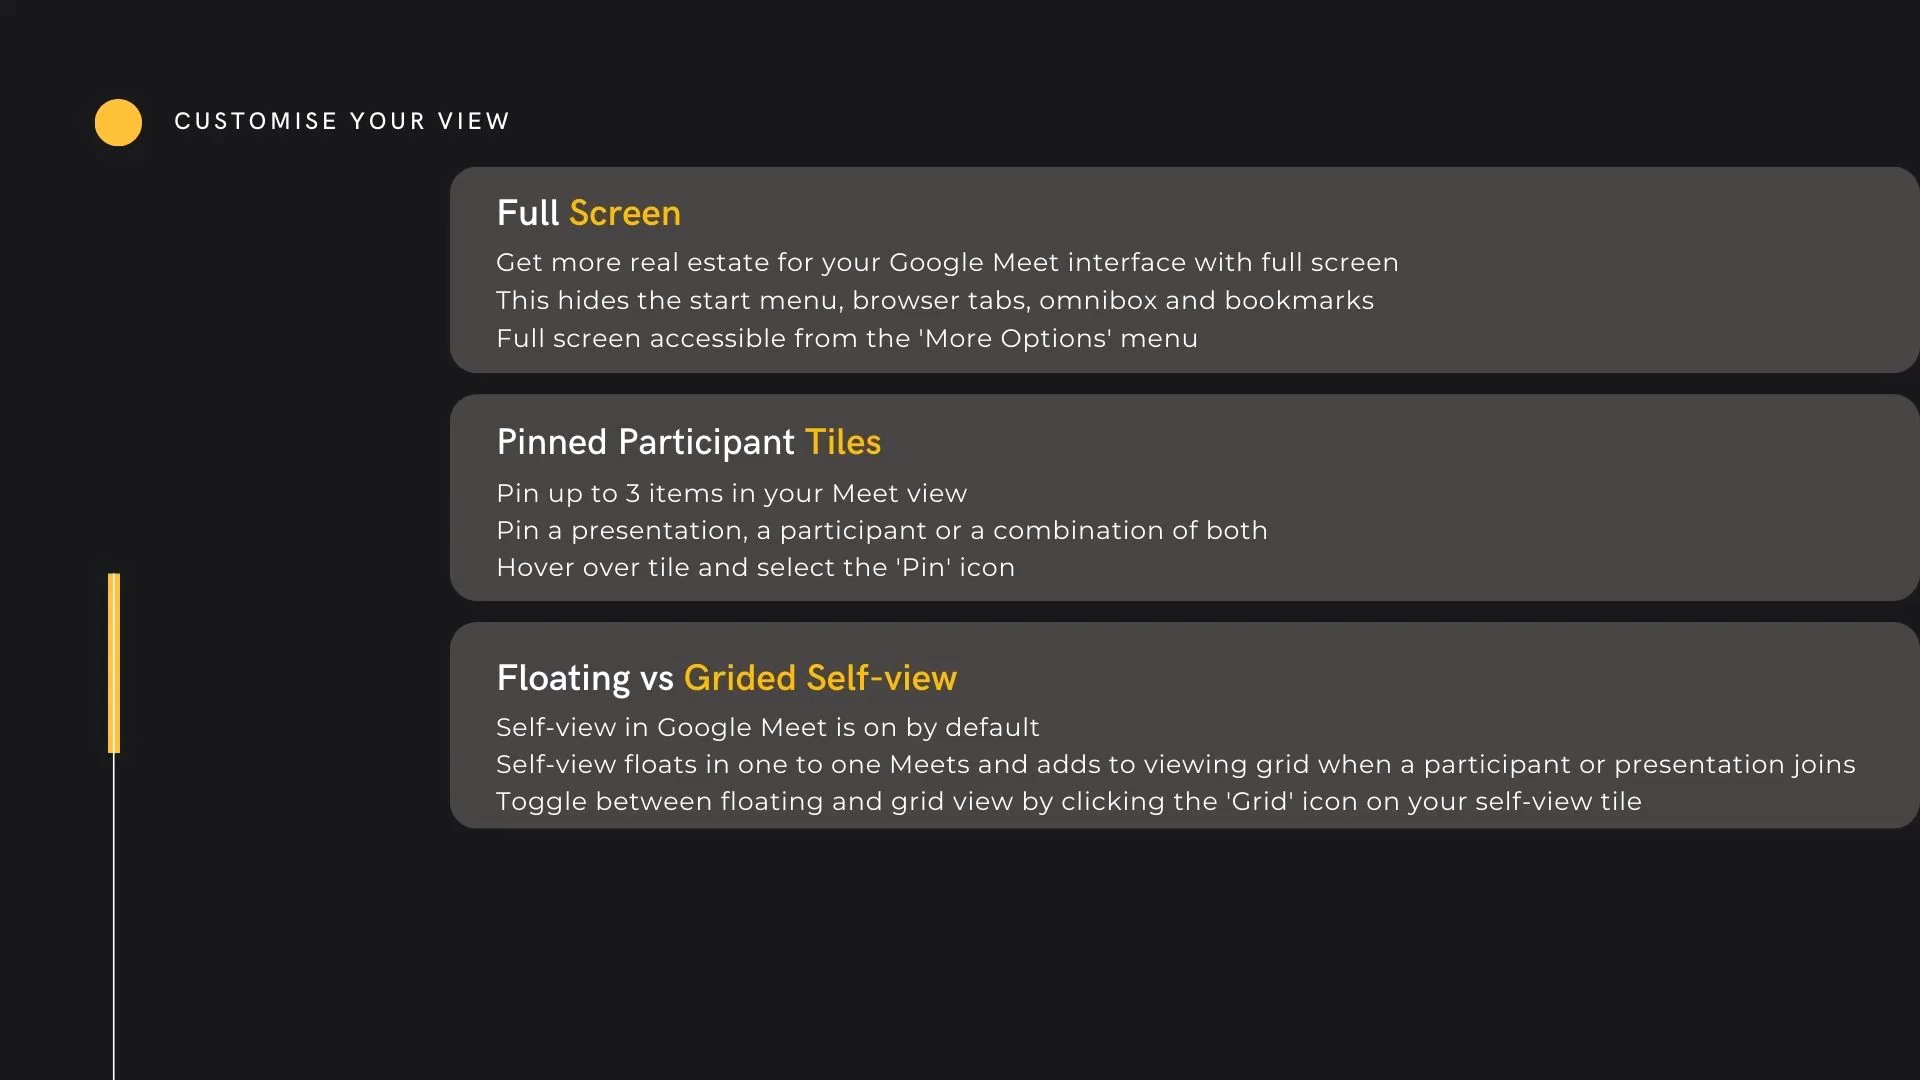 CUSTOMISE YOUR VIEW
Full Screen
Get more real estate for your Google Meet interface with full screen
This hides the start menu, browser tabs, omnibox and bookmarks
Full screen accessible from the 'More Options' menu
Pinned Participant Tiles
Pin up to 3 items in your Meet view
Pin a presentation, a participant or a combination of both
Hover over tile and select the 'Pin' icon
Floating vs Grided Self-view
Self-view in Google Meet is on by default
Self-view floats in one to one Meets and adds to viewing grid when a participant or presentation joins
Toggle between floating and grid view by clicking the 'Grid' icon on your self-view tile